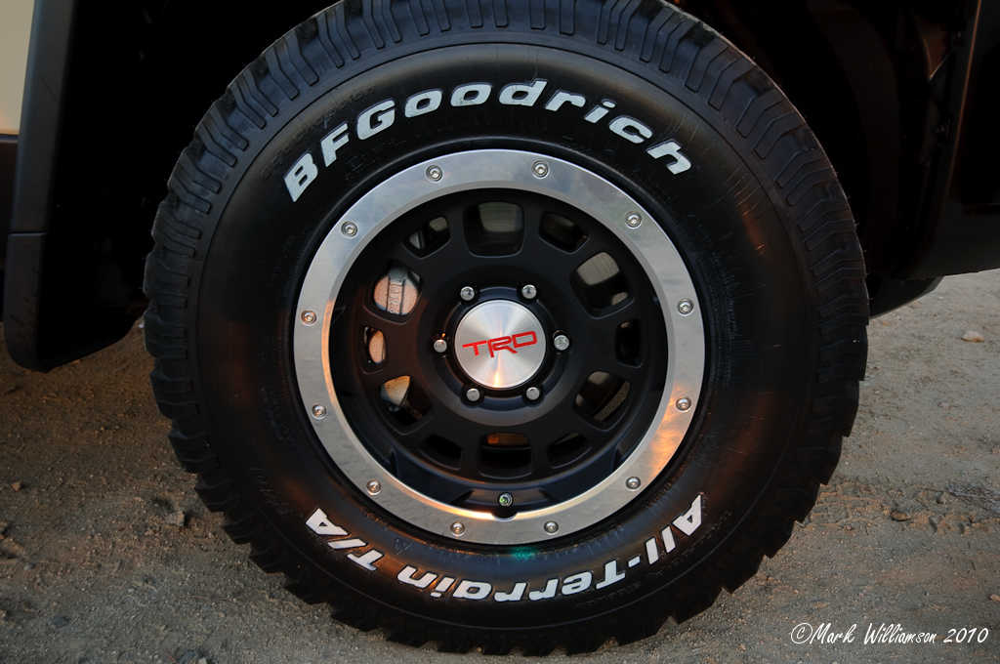 BFGoodrich
TRD
All-Terrain T/A
©Mark Williamson 2010